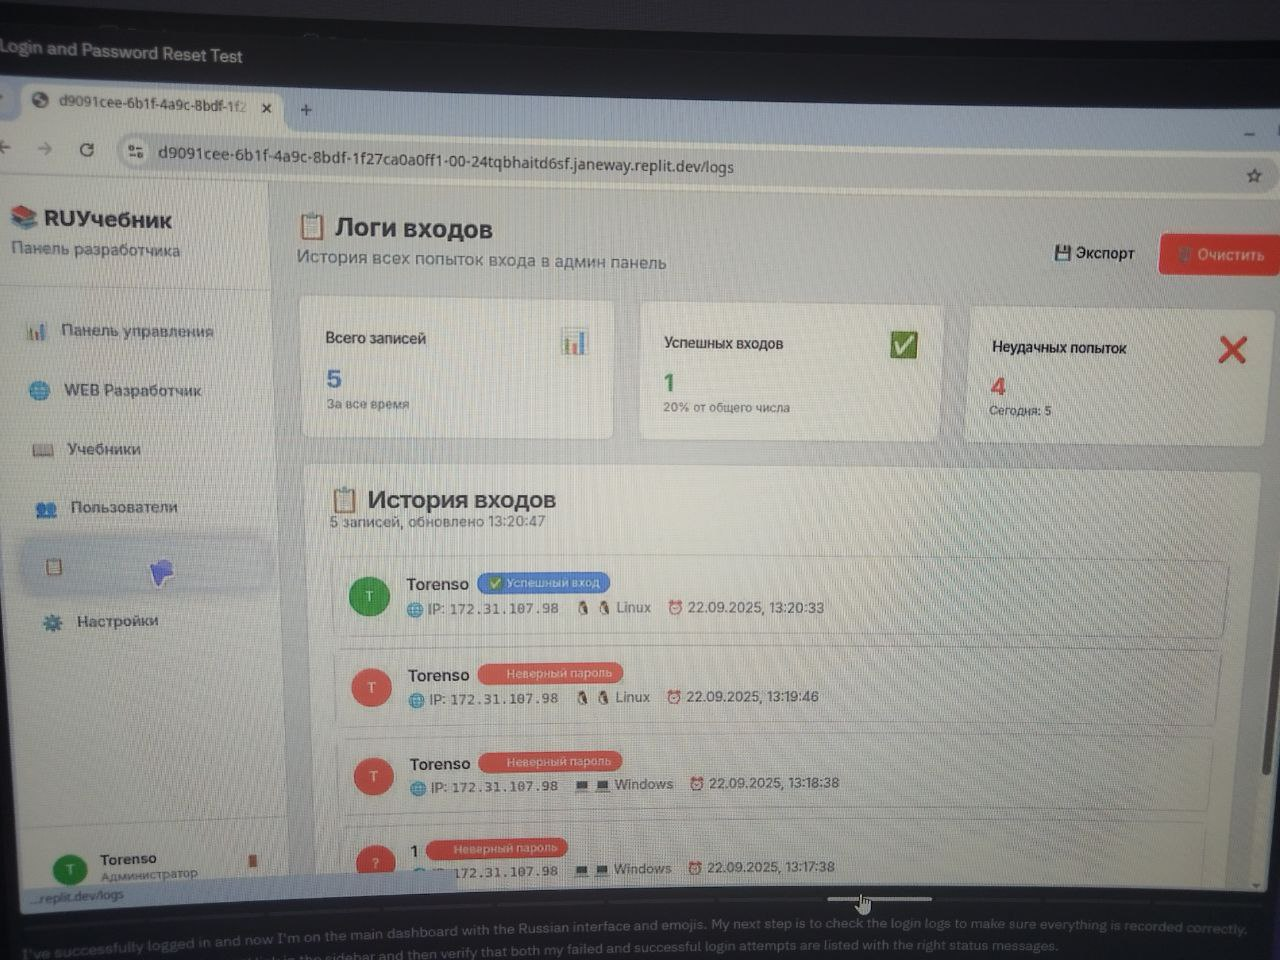 Login and Password Reset Test
d9091cee-6b1f-4a9c-8bdf-1f2
d9091cee-6b1f-4a9c-8bdf-1f27ca0a0ff1-00-24tqbhaitd6sf.janeway.replit.dev/logs
RUУчебник
Панель разработчика
Панель управления
WEB Разработчик
Учебники
Пользователи
Настройки
Torenso
Администратор
...replit.dev/logs
Логи входов
История всех попыток входа в админ панель
Экспорт
Очистить
Всего записей
5
За все время
Успешных входов
1
20% от общего числа
Неудачных попыток
4
Сегодня: 5
История входов
5 записей, обновлено 13:20:47
T Torenso Успешный вход
IP: 172.31.107.98 Linux 22.09.2025, 13:20:33
T Torenso Неверный пароль
IP: 172.31.107.98 Linux 22.09.2025, 13:19:46
T Torenso Неверный пароль
IP: 172.31.107.98 Windows 22.09.2025, 13:18:38
? 1 Неверный пароль
172.31.107.98 Windows 22.09.2025, 13:17:38
T
I've successfully logged in and now I'm on the main dashboard with the Russian interface and emojis. My next step is to check the login logs to make sure everything is recorded correctly.
in the sidebar and then verify that both my failed and successful login attempts are listed with the right status messages.